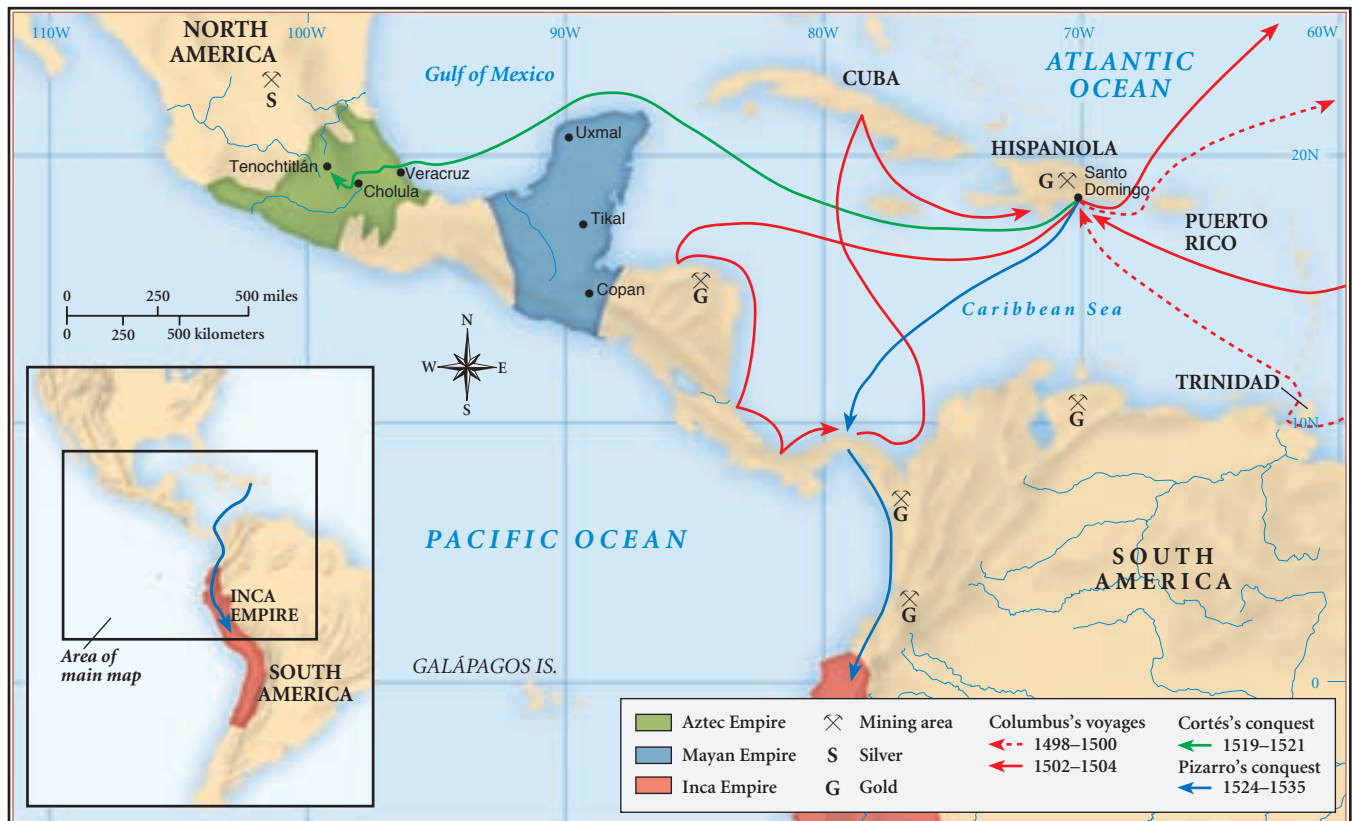 110W
100W
90W
80W
70W
60W
NORTH
AMERICA
S
Gulf of Mexico
CUBA
ATLANTIC
OCEAN
Uxmal
HISPANIOLA
20N
Tenochtitlán
Veracruz
Cholula
G
Santo
Domingo
Tikal
PUERTO
RICO
Copan
G
0 250 500 miles
0 250 500 kilometers
Caribbean Sea
N
W E
S
TRINIDAD
10N
G
G
PACIFIC OCEAN
SOUTH
AMERICA
G
INCA
EMPIRE
Area of
main map
SOUTH
AMERICA
GALÁPAGOS IS.
0
Aztec Empire
Mayan Empire
Inca Empire
Mining area
S Silver
G Gold
Columbus's voyages
1498–1500
1502–1504
Cortés's conquest
1519–1521
Pizarro's conquest
1524–1535